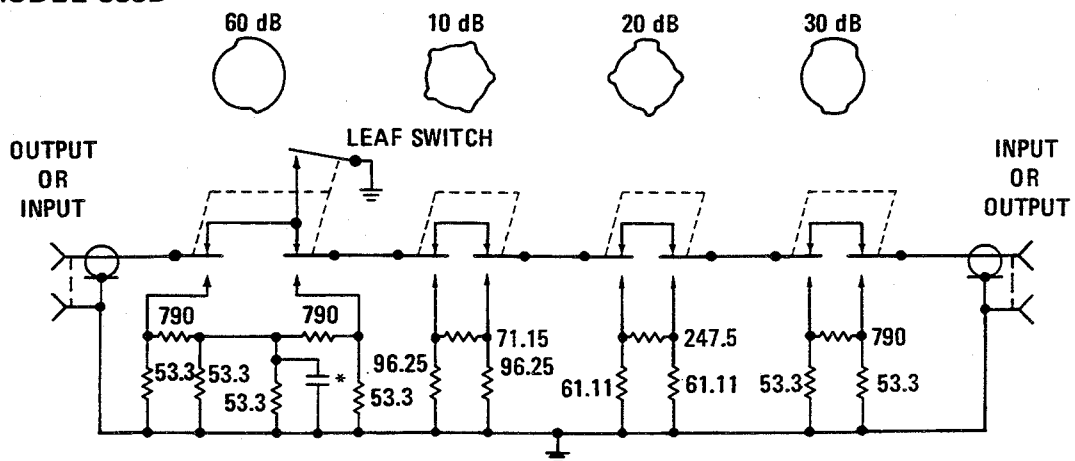 60 dB
10 dB
20 dB
30 dB
LEAF SWITCH
OUTPUT
OR
INPUT
INPUT
OR
OUTPUT
790
790
71.15
247.5
790
53.3
53.3
53.3
*
53.3
96.25
96.25
61.11
61.11
53.3
53.3